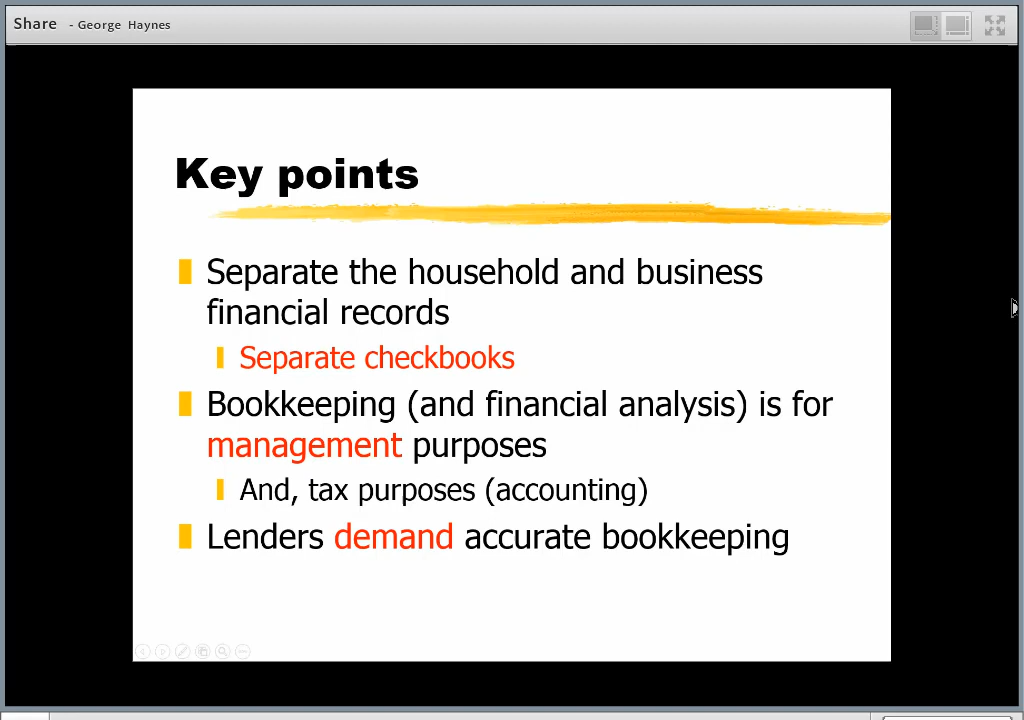 Share - George Haynes
Key points
Separate the household and business
financial records
Separate checkbooks
Bookkeeping (and financial analysis) is for
management purposes
And, tax purposes (accounting)
Lenders demand accurate bookkeeping